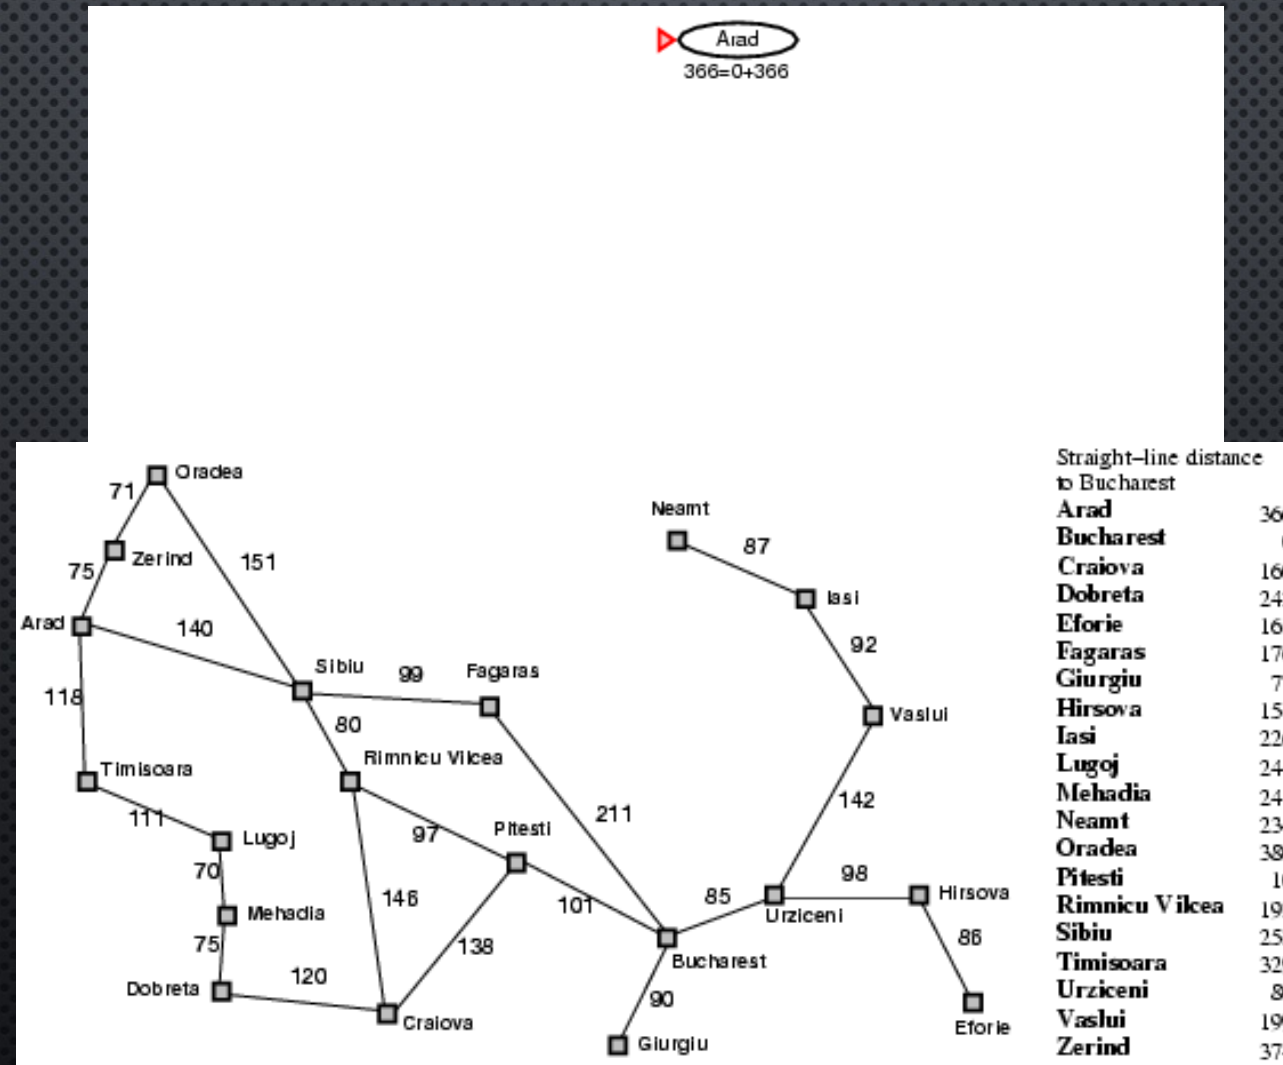 Arad
366=0+366
Oradea
71
Neamt
Zerind
87
151
75
Iasi
Arad
140
92
Sibiu
99
Fagaras
118
80
Vaslui
Rimnicu Vilcea
Timisoara
142
111
211
Lugoj
97
Pitesti
70
98
146
85
Hirsova
101
Mehadia
Urziceni
75
138
86
Bucharest
120
Dobreta
90
Craiova
Eforie
Giurgiu
Straight-line distance
to Bucharest
Arad
Bucharest
Craiova
Dobreta
Eforie
Fagaras
Giurgiu
Hirsova
Iasi
Lugoj
Mehadia
Neamt
Oradea
Pitesti
Rimnicu Vilcea
Sibiu
Timisoara
Urziceni
Vaslui
Zerind